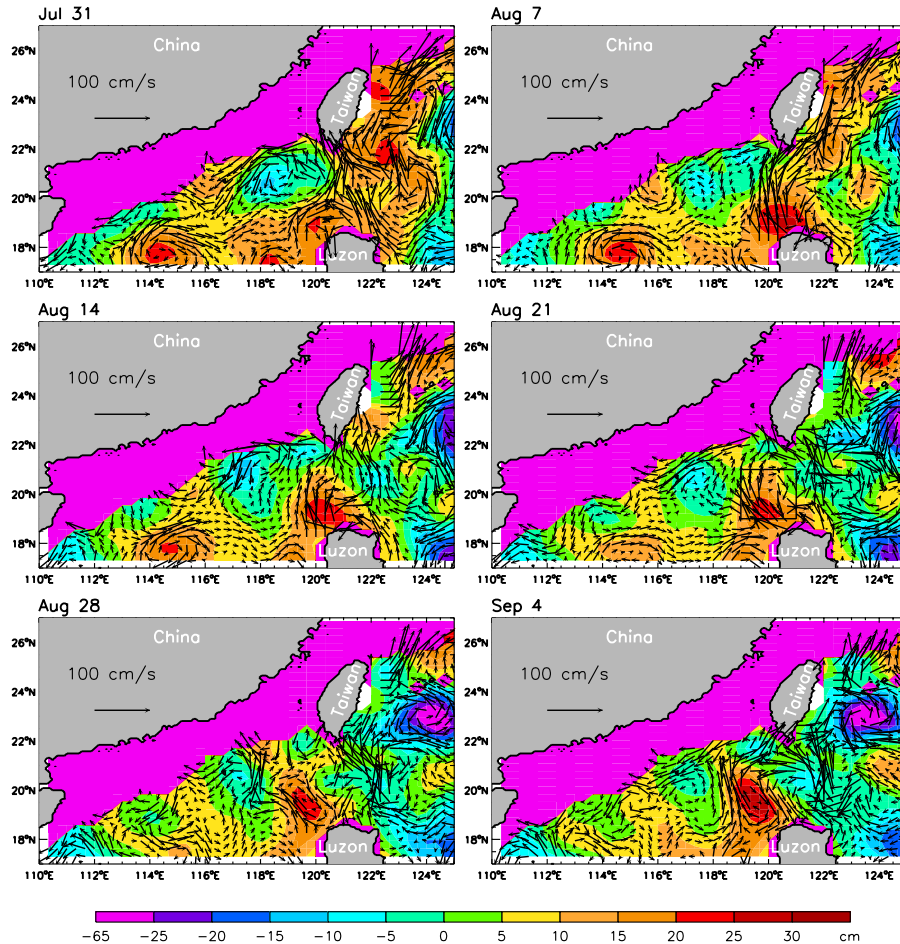 Jul 31
Aug 7
26°N
24°N
22°N
20°N
18°N
China
100 cm/s
Taiwan
Luzon
110°E 112°E 114°E 116°E 118°E 120°E 122°E 124°E
26°N
24°N
22°N
20°N
18°N
China
100 cm/s
Taiwan
Luzon
110°E 112°E 114°E 116°E 118°E 120°E 122°E 124°E
Aug 14
Aug 21
26°N
24°N
22°N
20°N
18°N
China
100 cm/s
Taiwan
Luzon
110°E 112°E 114°E 116°E 118°E 120°E 122°E 124°E
26°N
24°N
22°N
20°N
18°N
China
100 cm/s
Taiwan
Luzon
110°E 112°E 114°E 116°E 118°E 120°E 122°E 124°E
Aug 28
Sep 4
26°N
24°N
22°N
20°N
18°N
China
100 cm/s
Taiwan
Luzon
110°E 112°E 114°E 116°E 118°E 120°E 122°E 124°E
26°N
24°N
22°N
20°N
18°N
China
100 cm/s
Taiwan
Luzon
110°E 112°E 114°E 116°E 118°E 120°E 122°E 124°E
-65 -25 -20 -15 -10 -5 0 5 10 15 20 25 30 cm